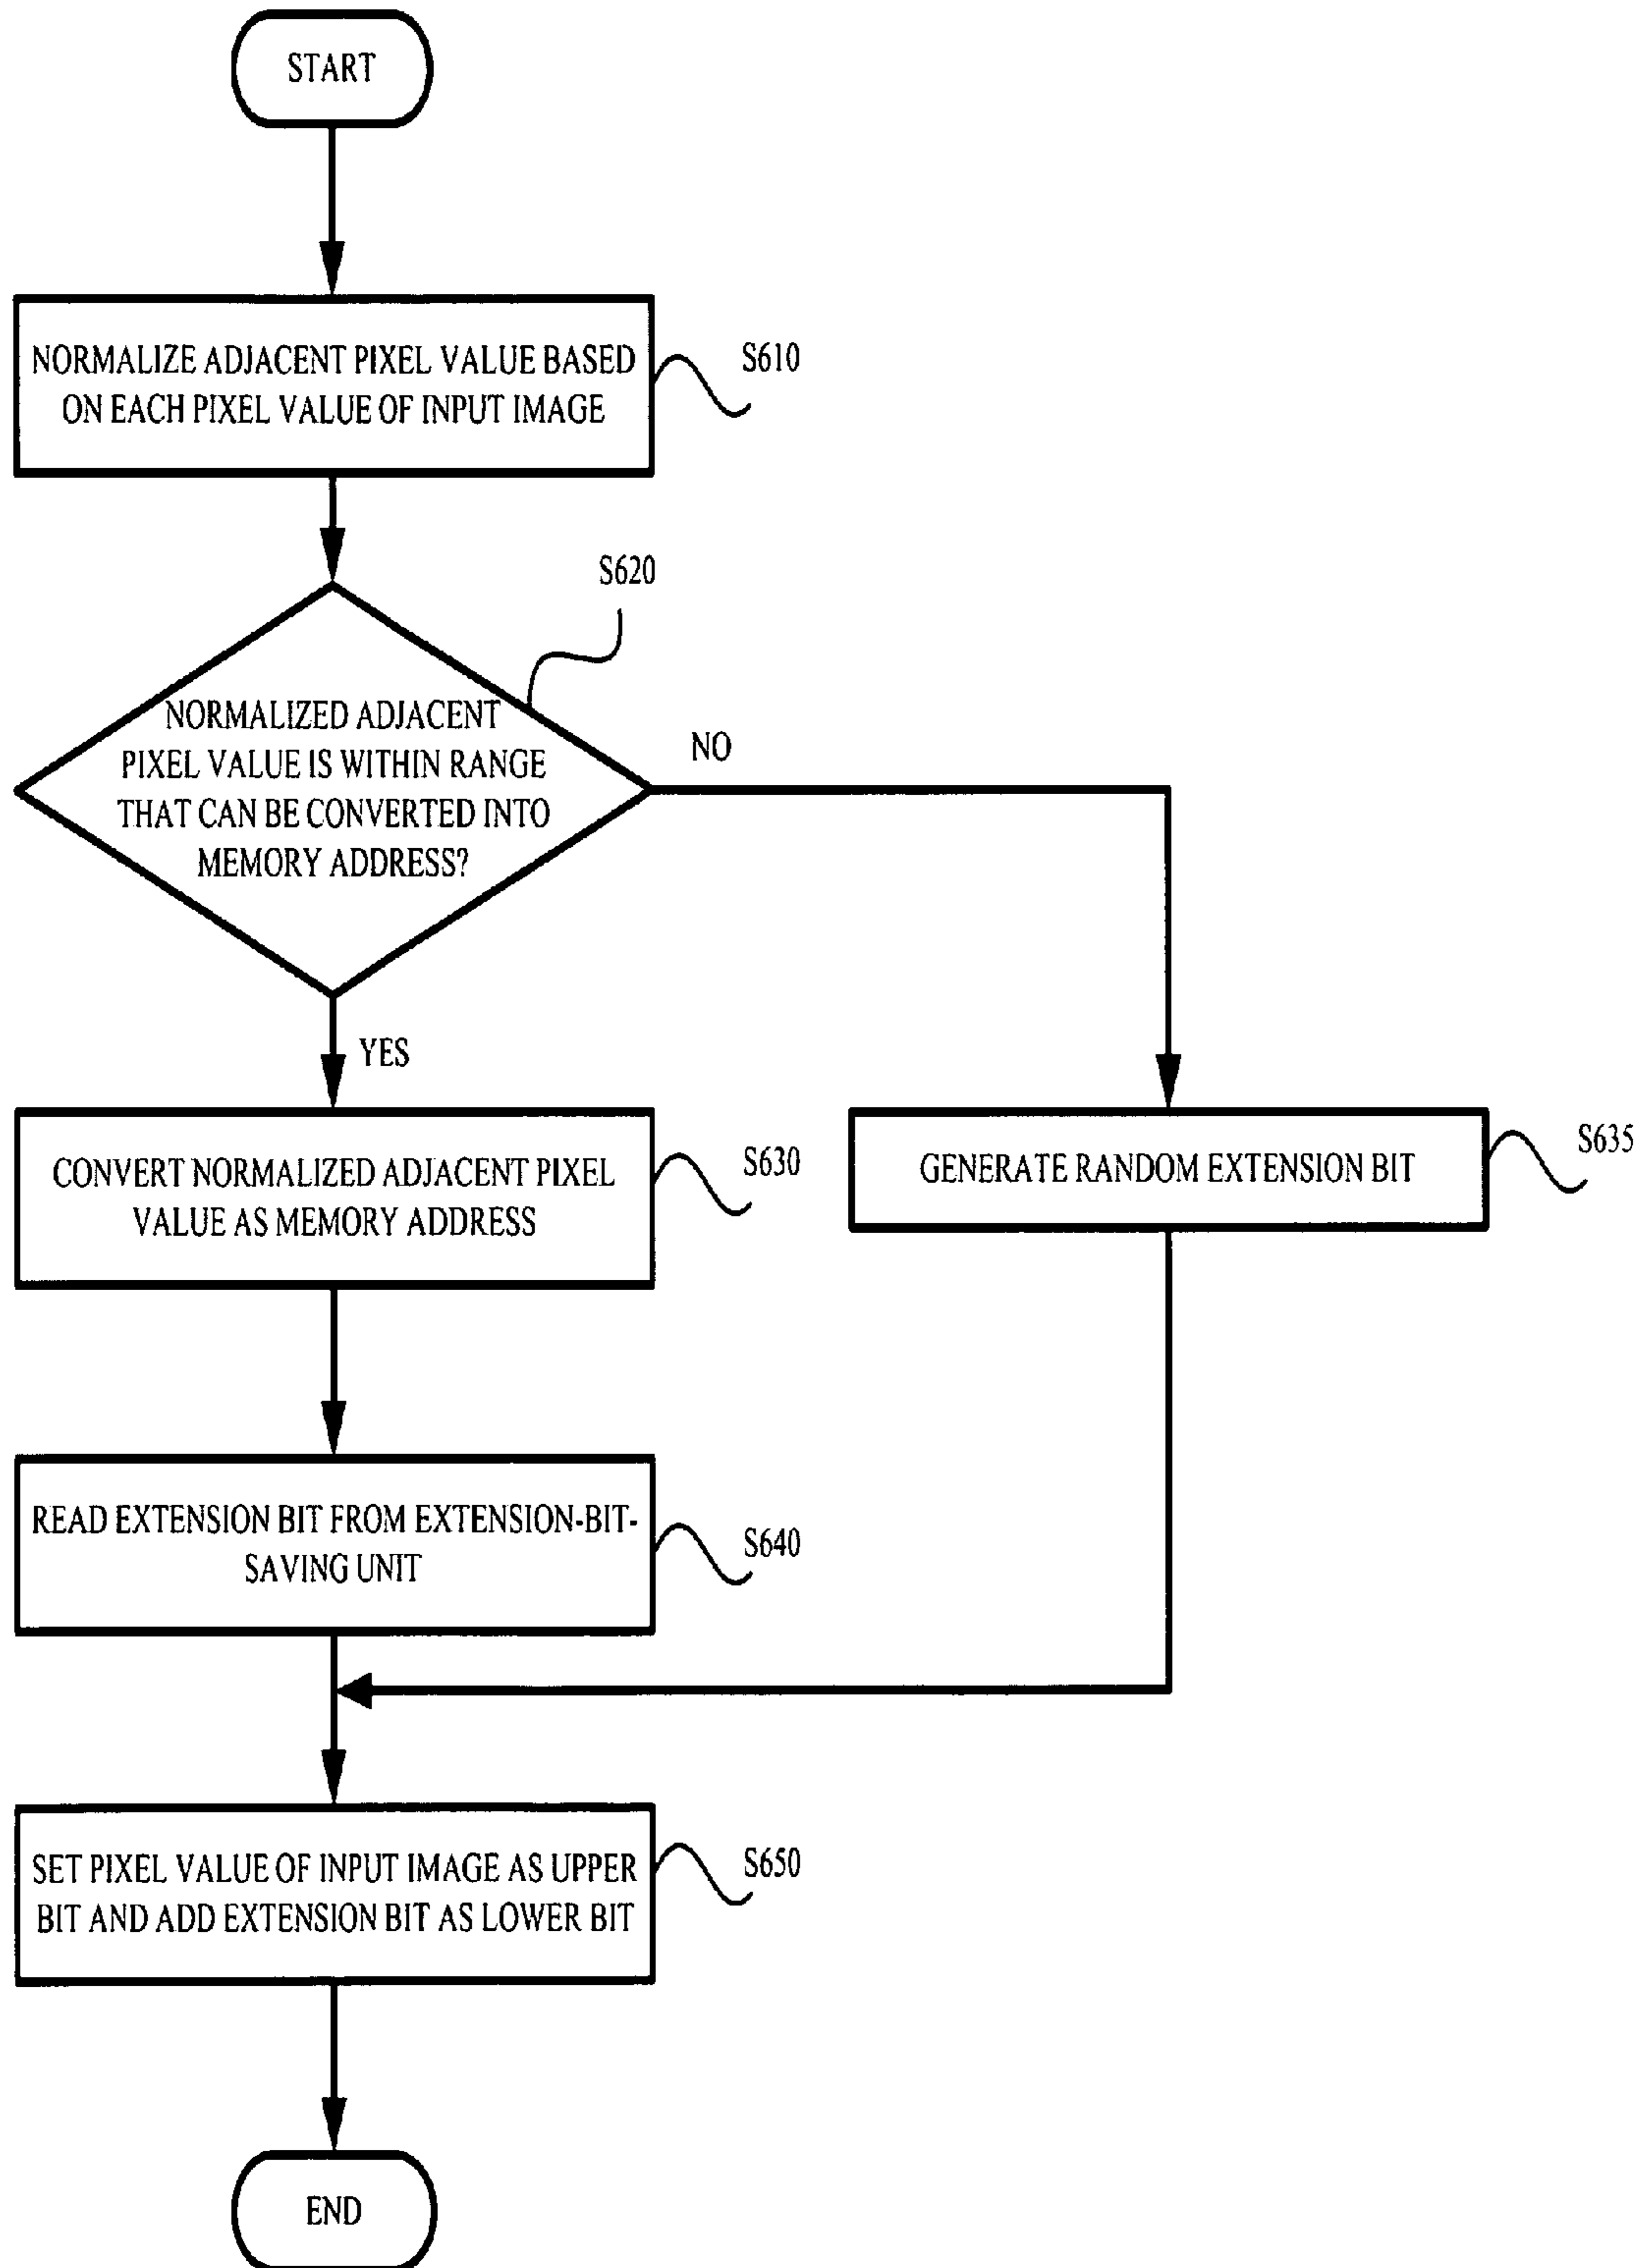 START
NORMALIZE ADJACENT PIXEL VALUE BASED
ON EACH PIXEL VALUE OF INPUT IMAGE
S610
S620
NORMALIZED ADJACENT
PIXEL VALUE IS WITHIN RANGE
THAT CAN BE CONVERTED INTO
MEMORY ADDRESS?
NO
YES
CONVERT NORMALIZED ADJACENT PIXEL
VALUE AS MEMORY ADDRESS
S630
GENERATE RANDOM EXTENSION BIT
S635
READ EXTENSION BIT FROM EXTENSION-BIT-
SAVING UNIT
S640
SET PIXEL VALUE OF INPUT IMAGE AS UPPER
BIT AND ADD EXTENSION BIT AS LOWER BIT
S650
END